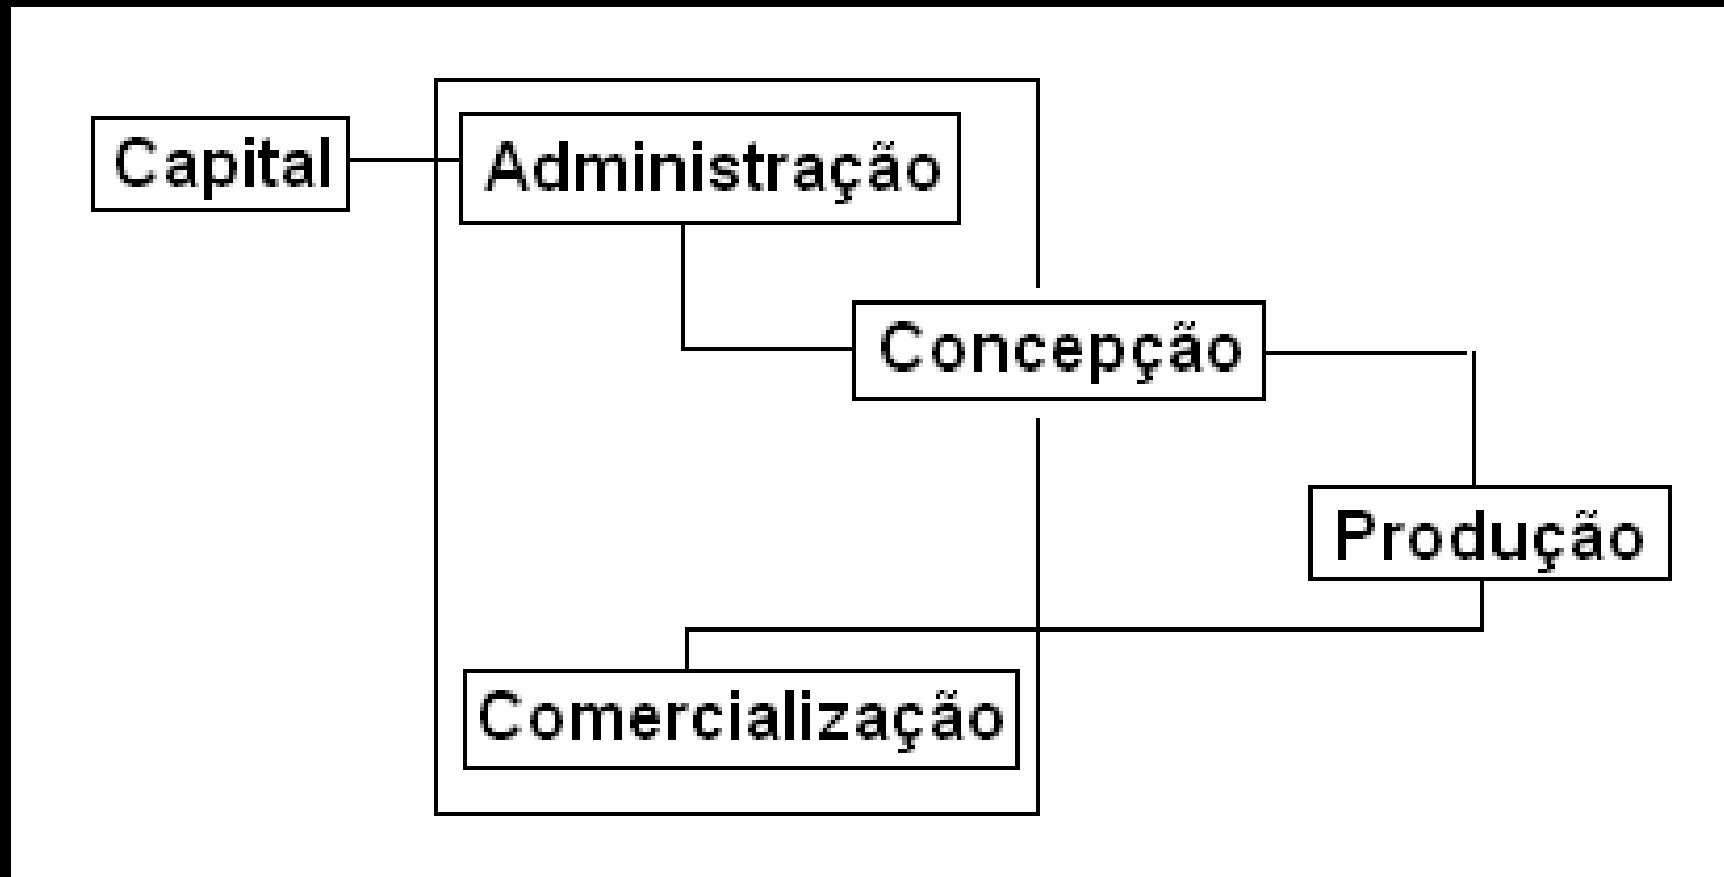 Capital
Administração
Concepção
Produção
Comercialização